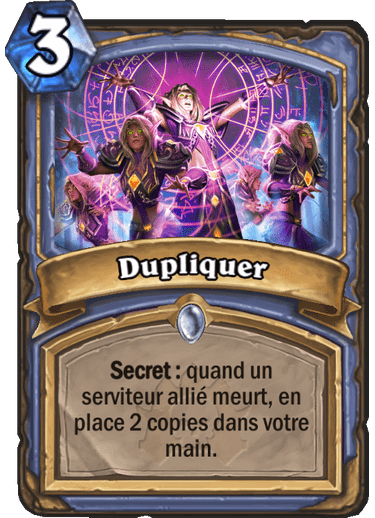 3
Dupliquer
Secret : quand un
serviteur allié meurt, en
place 2 copies dans votre
main.